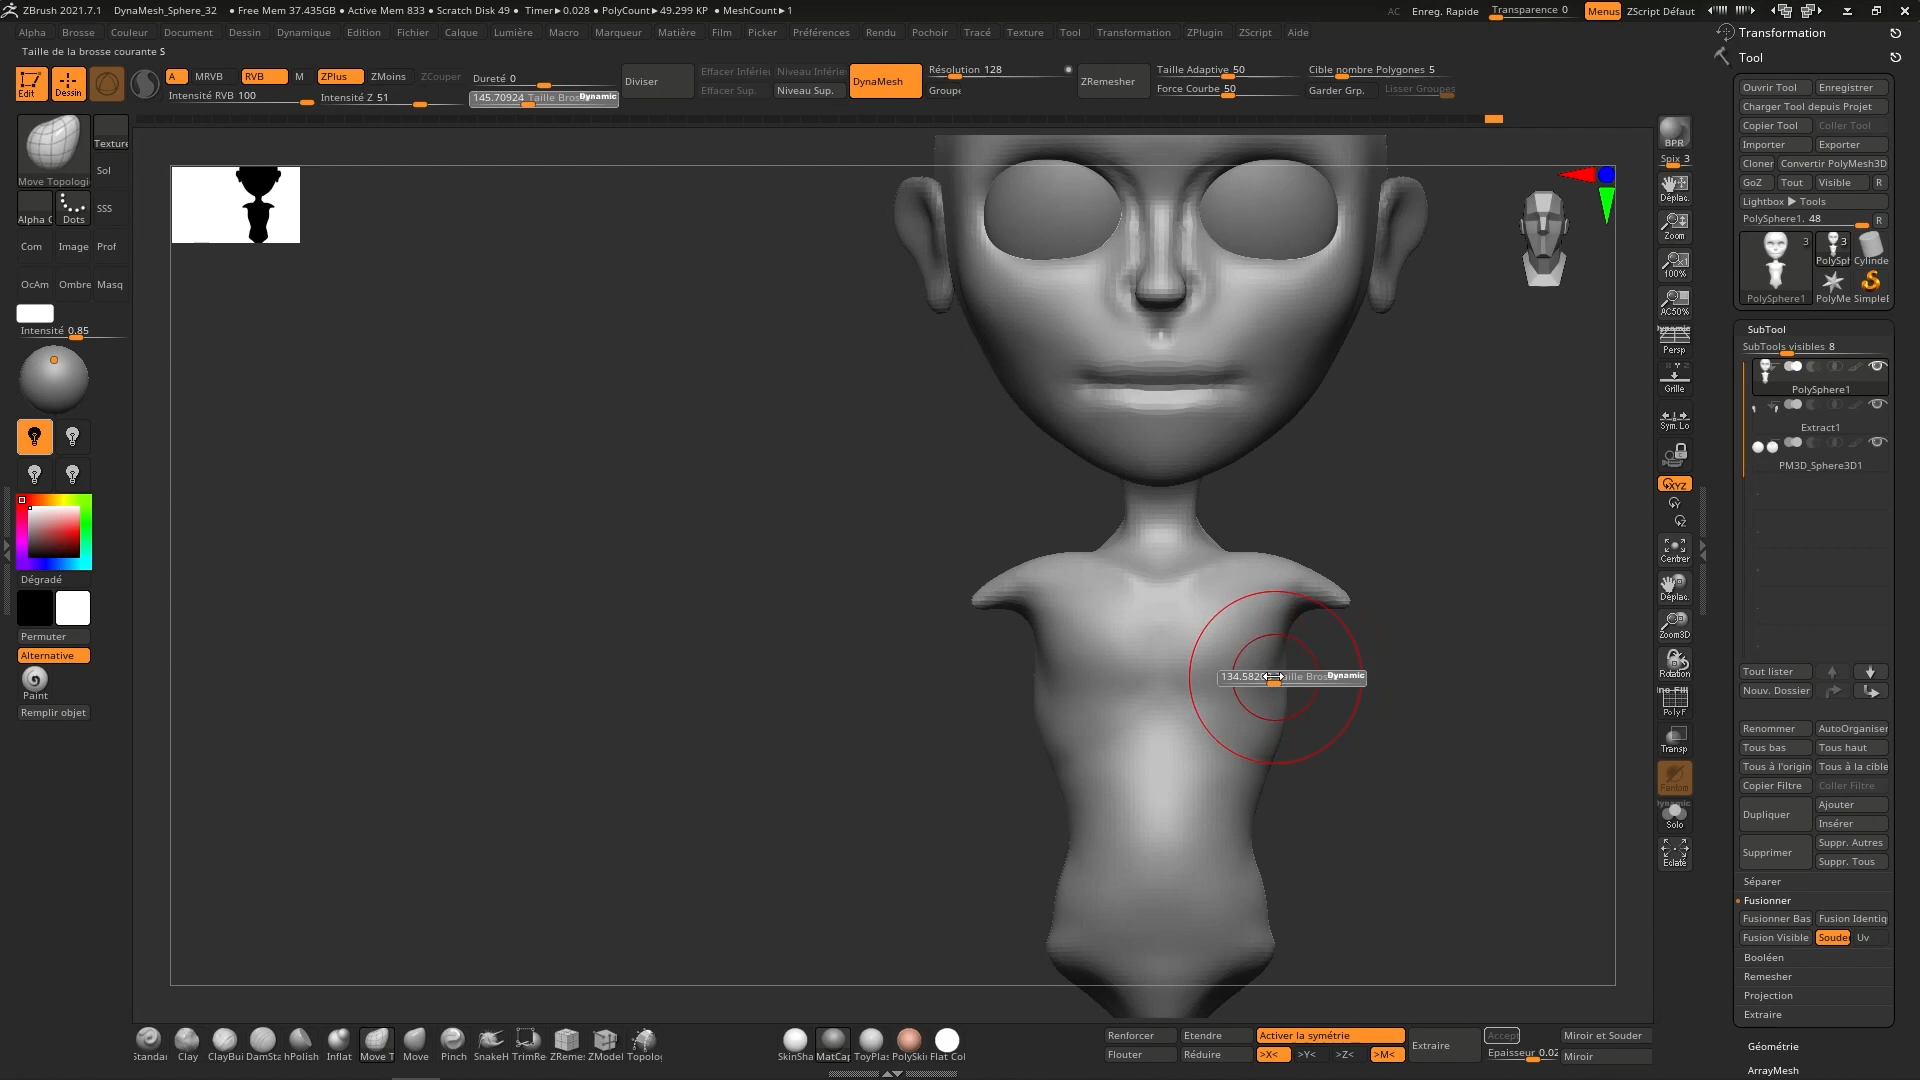 ZBrush 2021.7.1 DynaMesh_Sphere_32 • Free Mem 37.435GB • Active Mem 833 • Scratch Disk 49 • Timer▸0.028 • PolyCount▸49.299 KP • MeshCount▸1 AC Enreg. Rapide Transparence 0 Menus ZScript Défaut
Alpha Brosse Couleur Document Dessin Dynamique Edition Fichier Calque Lumière Macro Marqueur Matière Film Picker Préférences Rendu Pochoir Tracé Texture Tool Transformation ZPlugin ZScript Aide
Transformation
Taille de la brosse courante S
Tool
Edit Dessin A MRVB RVB M ZPlus ZMoins ZCouper Dureté 0
Intensité RVB 100 Intensité Z 51 145.70924 Dynamic
Diviser Effacer Inférieu Niveau Inférie DynaMesh Résolution 128 ZRemesher Taille Adaptive 50 Cible nombre Polygones 5
Effacer Sup. Niveau Sup. Groupe Force Courbe 50 Garder Grp. Lisser Groupes
Move Topologi Texture
Sol
Alpha O Dots SSS
Com Image Prof
OcAm Ombre Masq
Intensité 0.85
Dégradé
Permuter
Alternative
Paint
Remplir objet
Dynamic
BPR
Spix 3
Déplac.
Zoom
100%
AC50%
Persp
Grille
Sym. Lo
XYZ
Centrer
Déplac.
Zoom3D
Rotation
PolyF
Transp
Fantom
Solo
Eclaté
Ouvrir Tool Enregistrer
Charger Tool depuis Projet
Copier Tool Coller Tool
Importer Exporter
Cloner Convertir PolyMesh3D
GoZ Tout Visible R
Lightbox ▶ Tools
PolySphere1. 48 R
3 3
PolySph Cylinde
PolySphere1 PolyMe SimpleE
SubTool
SubTools visibles 8
PolySphere1
Extract1
PM3D_Sphere3D1
Tout lister
Nouv. Dossier
Renommer AutoOrganiser
Tous bas Tous haut
Tous à l'origin Tous à la cible
Copier Filtre Coller Filtre
Dupliquer Ajouter
Insérer
Supprimer Suppr. Autres
Suppr. Tous
Séparer
Fusionner
Fusionner Bas Fusion Identiq
Fusion Visible Soude Uv
Booléen
Remesher
Projection
Extraire
Géométrie
ArrayMesh
Standar Clay ClayBui DamSta hPolish Inflat Move T Move Pinch SnakeH TrimRe ZReme ZModel Topolo
SkinSha MatCap ToyPlas PolySki Flat Col
Renforcer Etendre Activer la symétrie Extraire Accept Miroir et Souder
Flouter Réduire >X< >Y< >Z< >M< Epaisseur 0.02 Miroir